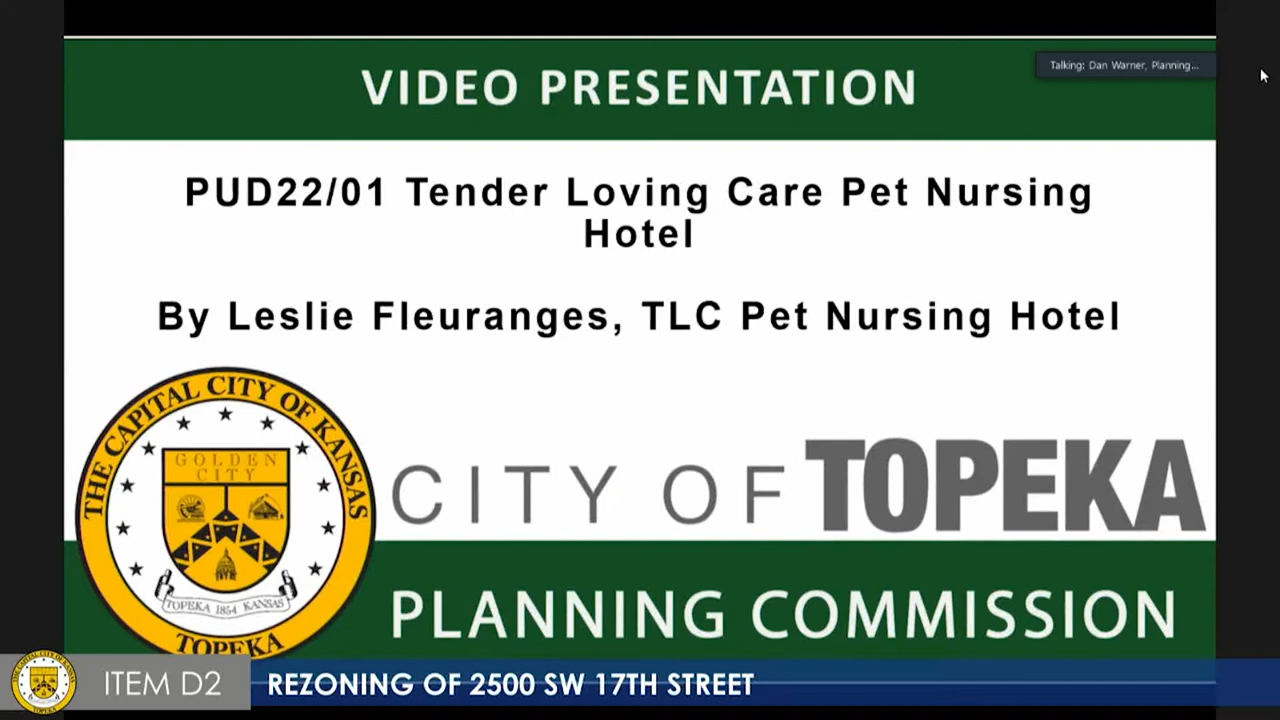 VIDEO PRESENTATION
Talking: Dan Warner, Planning...
PUD22/01 Tender Loving Care Pet Nursing
Hotel
By Leslie Fleuranges, TLC Pet Nursing Hotel
THE CAPITAL CITY OF KANSAS
GOLDEN
CITY
TOPEKA 1854 KANSAS
TOPEKA
CITY OF TOPEKA
PLANNING COMMISSION
ITEM D2
REZONING OF 2500 SW 17TH STREET